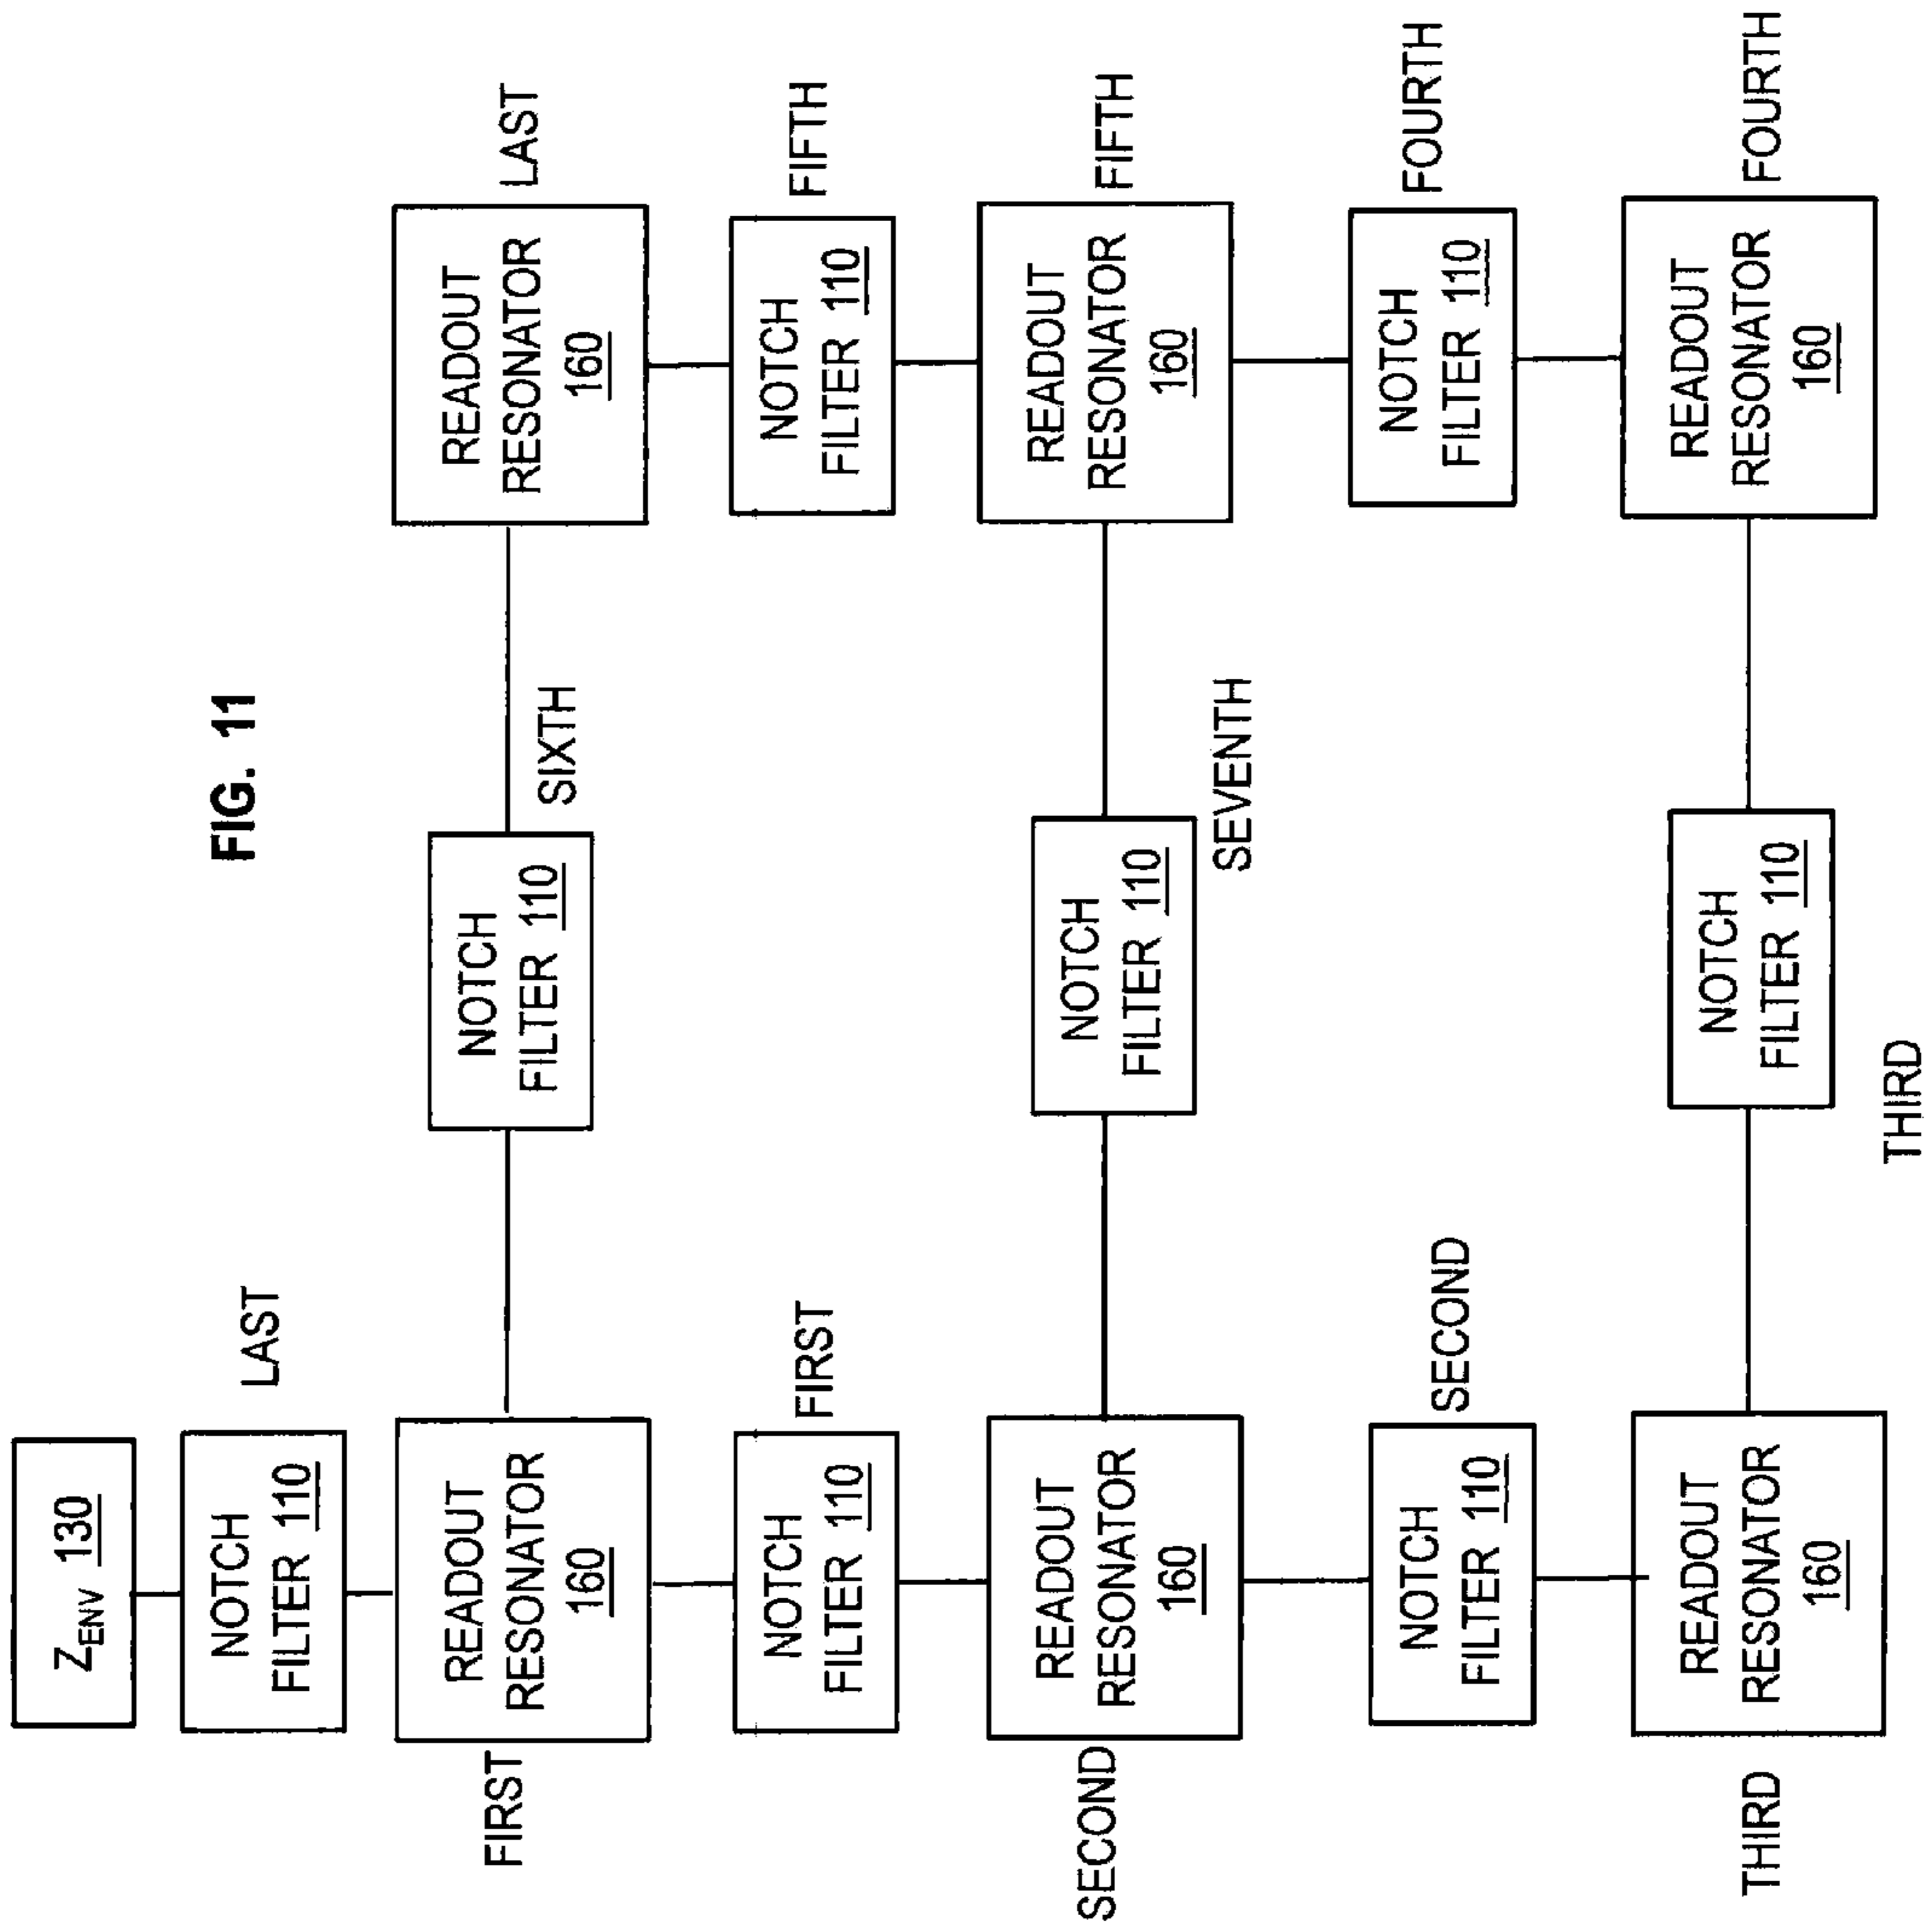 FIG. 11
Z_ENV 130
LAST
NOTCH
FILTER 110
FIRST
READOUT
RESONATOR
160
NOTCH
FILTER 110
SIXTH
READOUT
RESONATOR
160
LAST
NOTCH
FILTER 110
FIRST
NOTCH
FILTER 110
FIFTH
SECOND
READOUT
RESONATOR
160
NOTCH
FILTER 110
SEVENTH
READOUT
RESONATOR
160
FIFTH
NOTCH
FILTER 110
SECOND
NOTCH
FILTER 110
FOURTH
THIRD
READOUT
RESONATOR
160
NOTCH
FILTER 110
THIRD
READOUT
RESONATOR
160
FOURTH